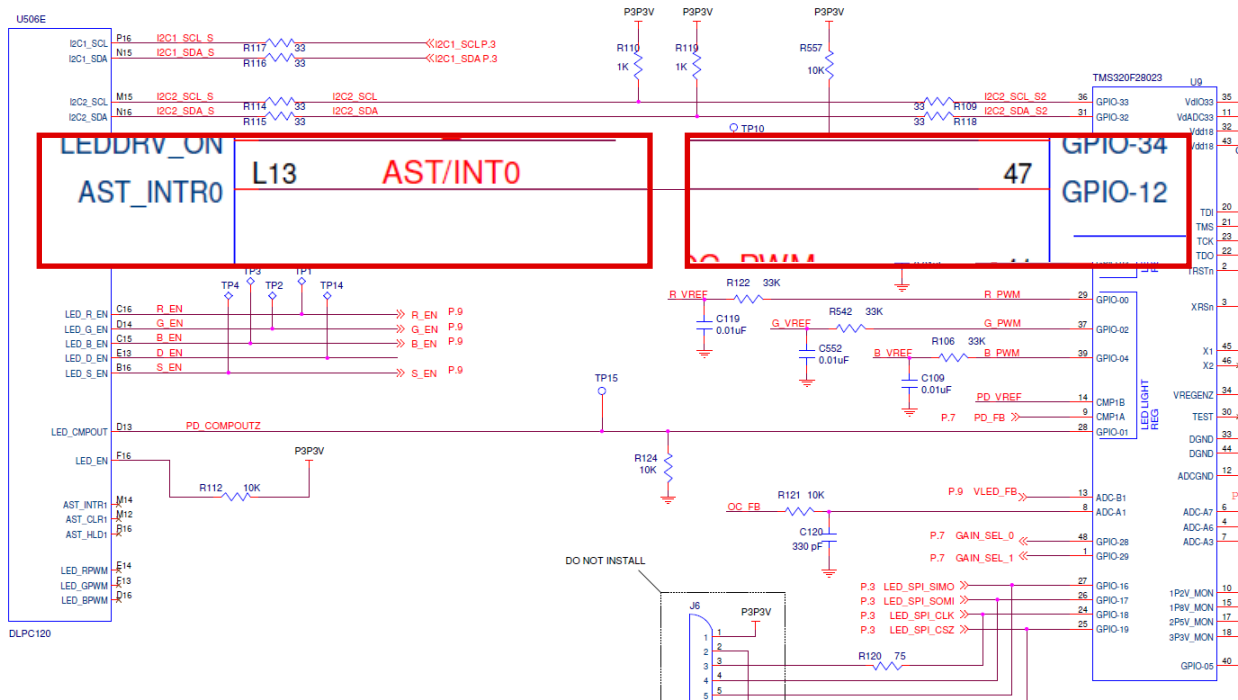 U506E
I2C1_SCL P16 I2C1_SCL_S R117 33 I2C1_SCL P.3
I2C1_SDA N15 I2C1_SDA_S R116 33 I2C1_SDA P.3
P3P3V P3P3V P3P3V
R110 1K R119 1K R557 10K
TMS320F28023 U9
I2C2_SCL M15 I2C2_SCL_S R114 33 I2C2_SCL 33 R109 I2C2_SCL_S2 36 GPIO-33 VdIO33 35
I2C2_SDA N16 I2C2_SDA_S R115 33 I2C2_SDA 33 R118 I2C2_SDA_S2 31 GPIO-32 VdADC33 11
TP10 Vdd18 32
Vdd18 43
LEDDRV_ON GPIO-34
AST_INTR0 L13 AST/INT0 47 GPIO-12
TDI 20
TMS 21
TCK 23
TDO 22
TRSTn 2
TP3 TP1
TP4 TP2 TP14
R_VREF R122 33K R_PWM 29 GPIO-00
C119 0.01uF
LED_R_EN C16 R_EN R_EN P.9
LED_G_EN D14 G_EN G_EN P.9
LED_B_EN C15 B_EN B_EN P.9
LED_D_EN E13 D_EN
LED_S_EN B16 S_EN S_EN P.9
XRSn 3
G_VREF R542 33K G_PWM 37 GPIO-02
C552 0.01uF
B_VREF R106 33K B_PWM 39 GPIO-04
C109 0.01uF
X1 45
X2 46
LED LIGHT REG
TP15
PD_VREF 14 CMP1B
P.7 PD_FB 9 CMP1A
VREGENZ 34
TEST 30
LED_CMPOUT D13 PD_COMPOUTZ 28 GPIO-01
DGND 33
DGND 44
R124 10K
LED_EN F16 P3P3V
R112 10K
ADCGND 12
AST_INTR1 M14
AST_CLR1 M12
AST_HLD1 B16
P.9 VLED_FB 13 ADC-B1
OC_FB R121 10K 8 ADC-A1
C120 330 pF
ADC-A7 6
ADC-A6 4
ADC-A3 7
P.7 GAIN_SEL_0 48 GPIO-28
P.7 GAIN_SEL_1 1 GPIO-29
LED_RPWM E14
LED_GPWM F13
LED_BPWM D16
DLPC120
DO NOT INSTALL
P.3 LED_SPI_SIMO 27 GPIO-16
P.3 LED_SPI_SOMI 26 GPIO-17
P.3 LED_SPI_CLK 24 GPIO-18
P.3 LED_SPI_CSZ 25 GPIO-19
1P2V_MON 10
1P8V_MON 15
2P5V_MON 17
3P3V_MON 18
GPIO-05 40
J6 P3P3V
1 1
2 2
3 3 R120 75
4 4
5 5